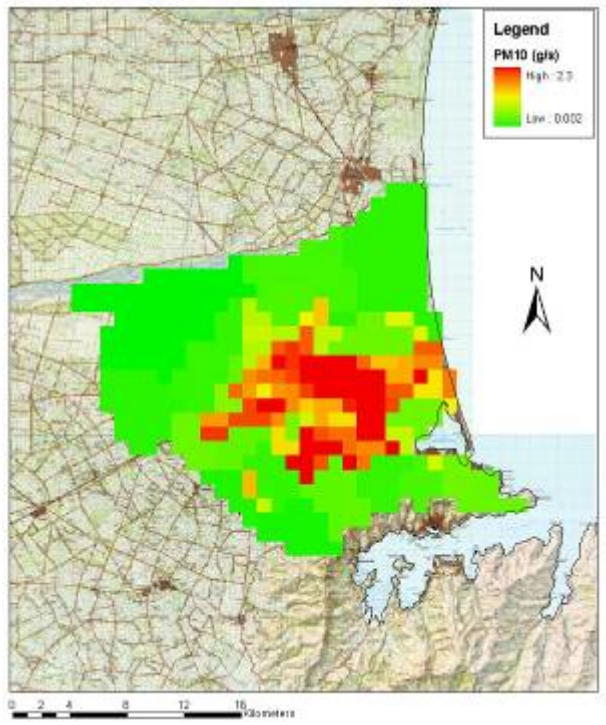 Legend
PM10 (g/s)
High : 2.3
Low : 0.002
N
0 2 4 8 12 16
Kilometers